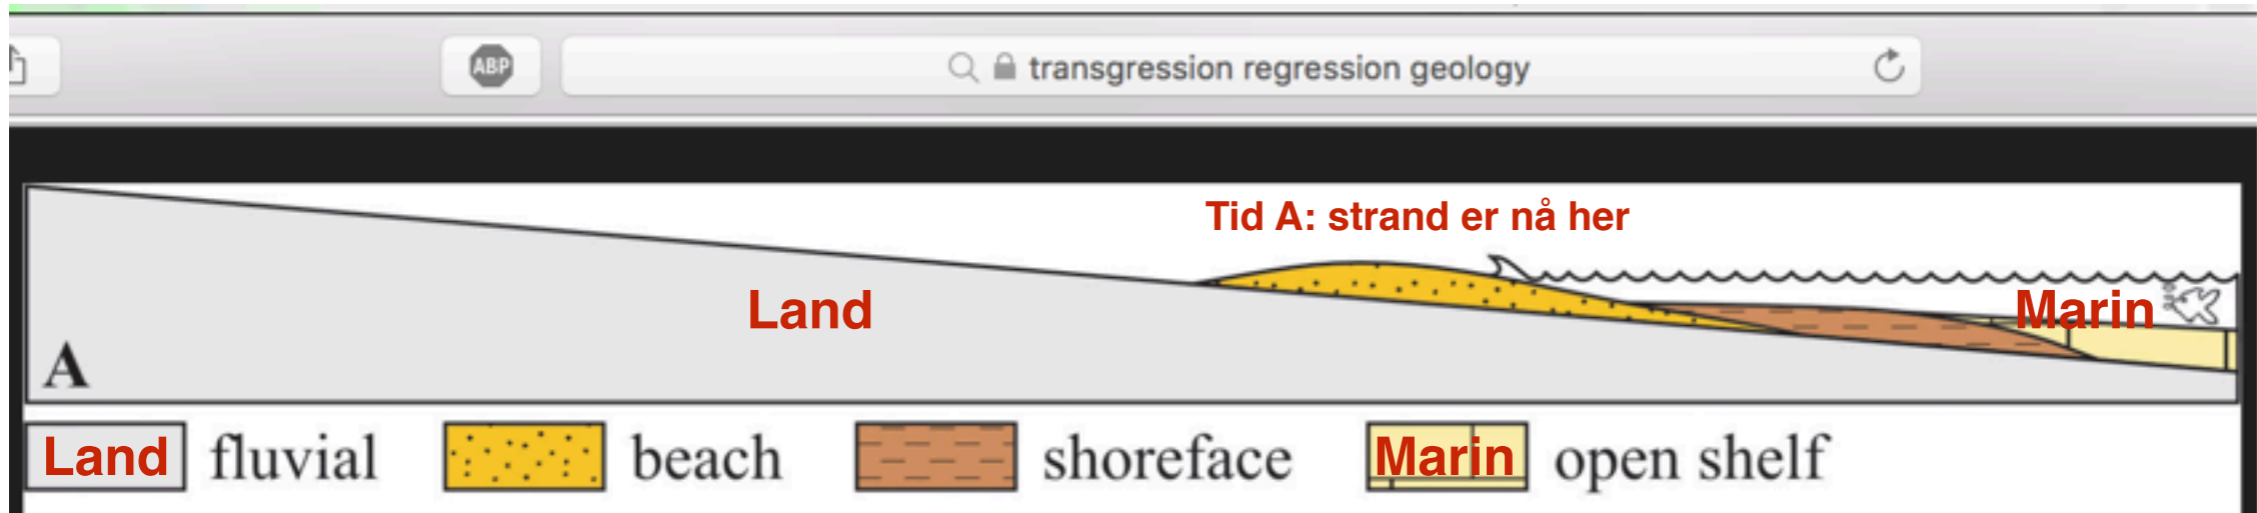 ABP
transgression regression geology
Tid A: strand er nå her
Land
Marin
A
Land fluvial beach shoreface Marin open shelf